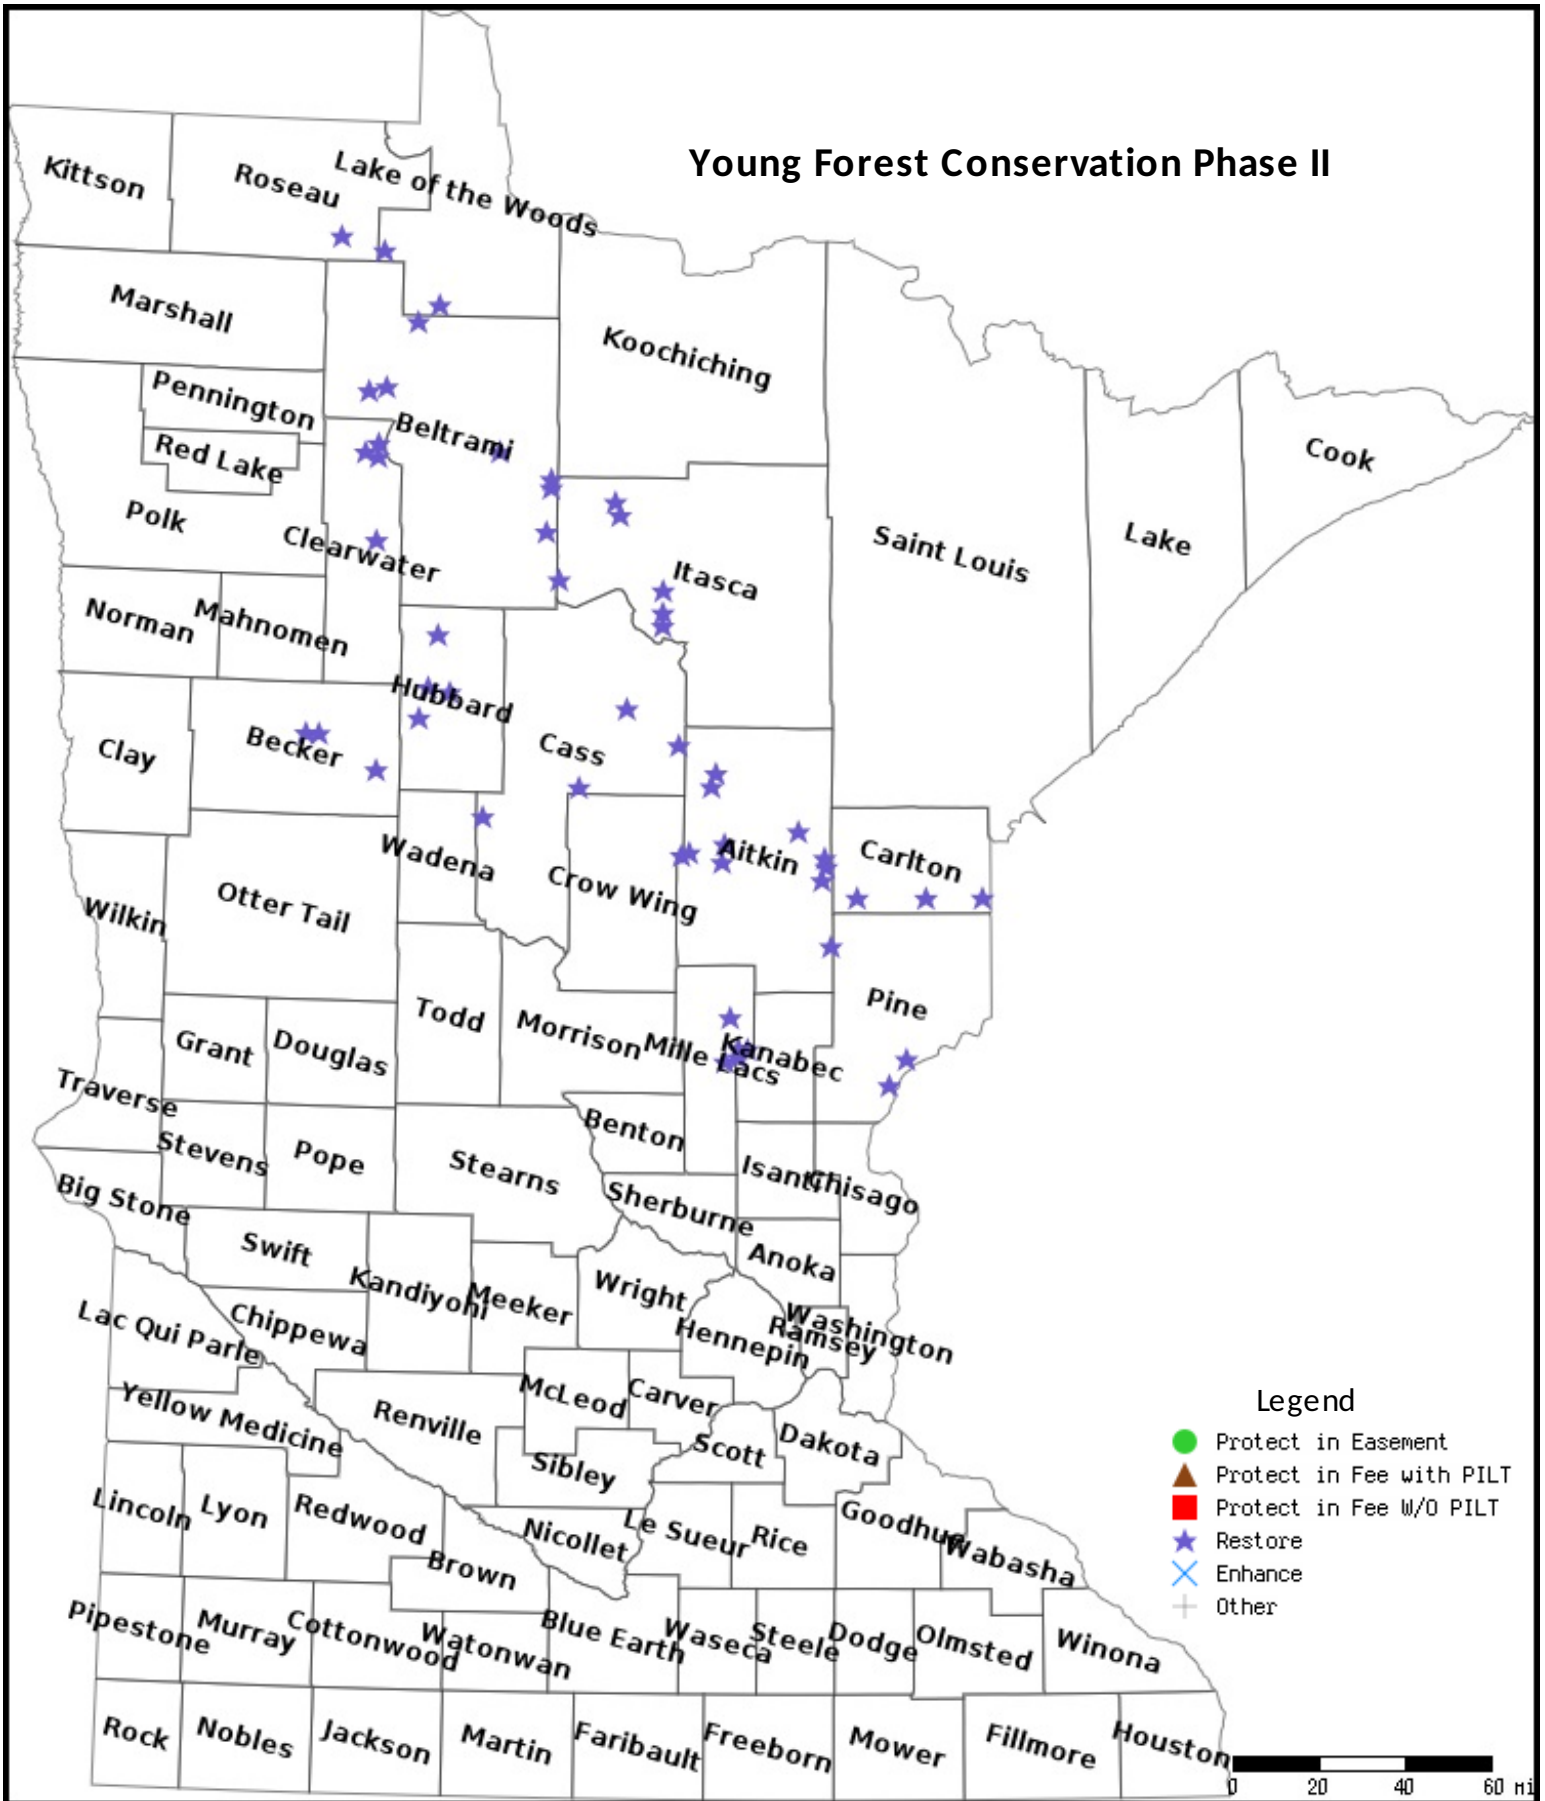 Young Forest Conservation Phase II
Kittson
Roseau
Lake of the Woods
Marshall
Koochiching
Pennington
Beltrami
Red Lake
Cook
Polk
Clearwater
Saint Louis
Lake
Itasca
Norman
Mahnomen
Hubbard
Clay
Becker
Cass
Wadena
Aitkin
Carlton
Crow Wing
Otter Tail
Wilkin
Pine
Todd
Morrison
Mille Lacs
Kanabec
Grant
Douglas
Traverse
Benton
Stevens
Pope
Stearns
Isanti
Chisago
Big Stone
Sherburne
Swift
Anoka
Kandiyohi
Meeker
Wright
Washington
Ramsey
Hennepin
Lac Qui Parle
Chippewa
McLeod
Carver
Yellow Medicine
Renville
Scott
Dakota
Sibley
Lincoln
Lyon
Redwood
Nicollet
Le Sueur
Rice
Goodhue
Wabasha
Brown
Pipestone
Murray
Cottonwood
Watonwan
Blue Earth
Waseca
Steele
Dodge
Olmsted
Winona
Rock
Nobles
Jackson
Martin
Faribault
Freeborn
Mower
Fillmore
Houston
Legend
Protect in Easement
Protect in Fee with PILT
Protect in Fee W/O PILT
Restore
Enhance
Other
0 20 40 60 mi